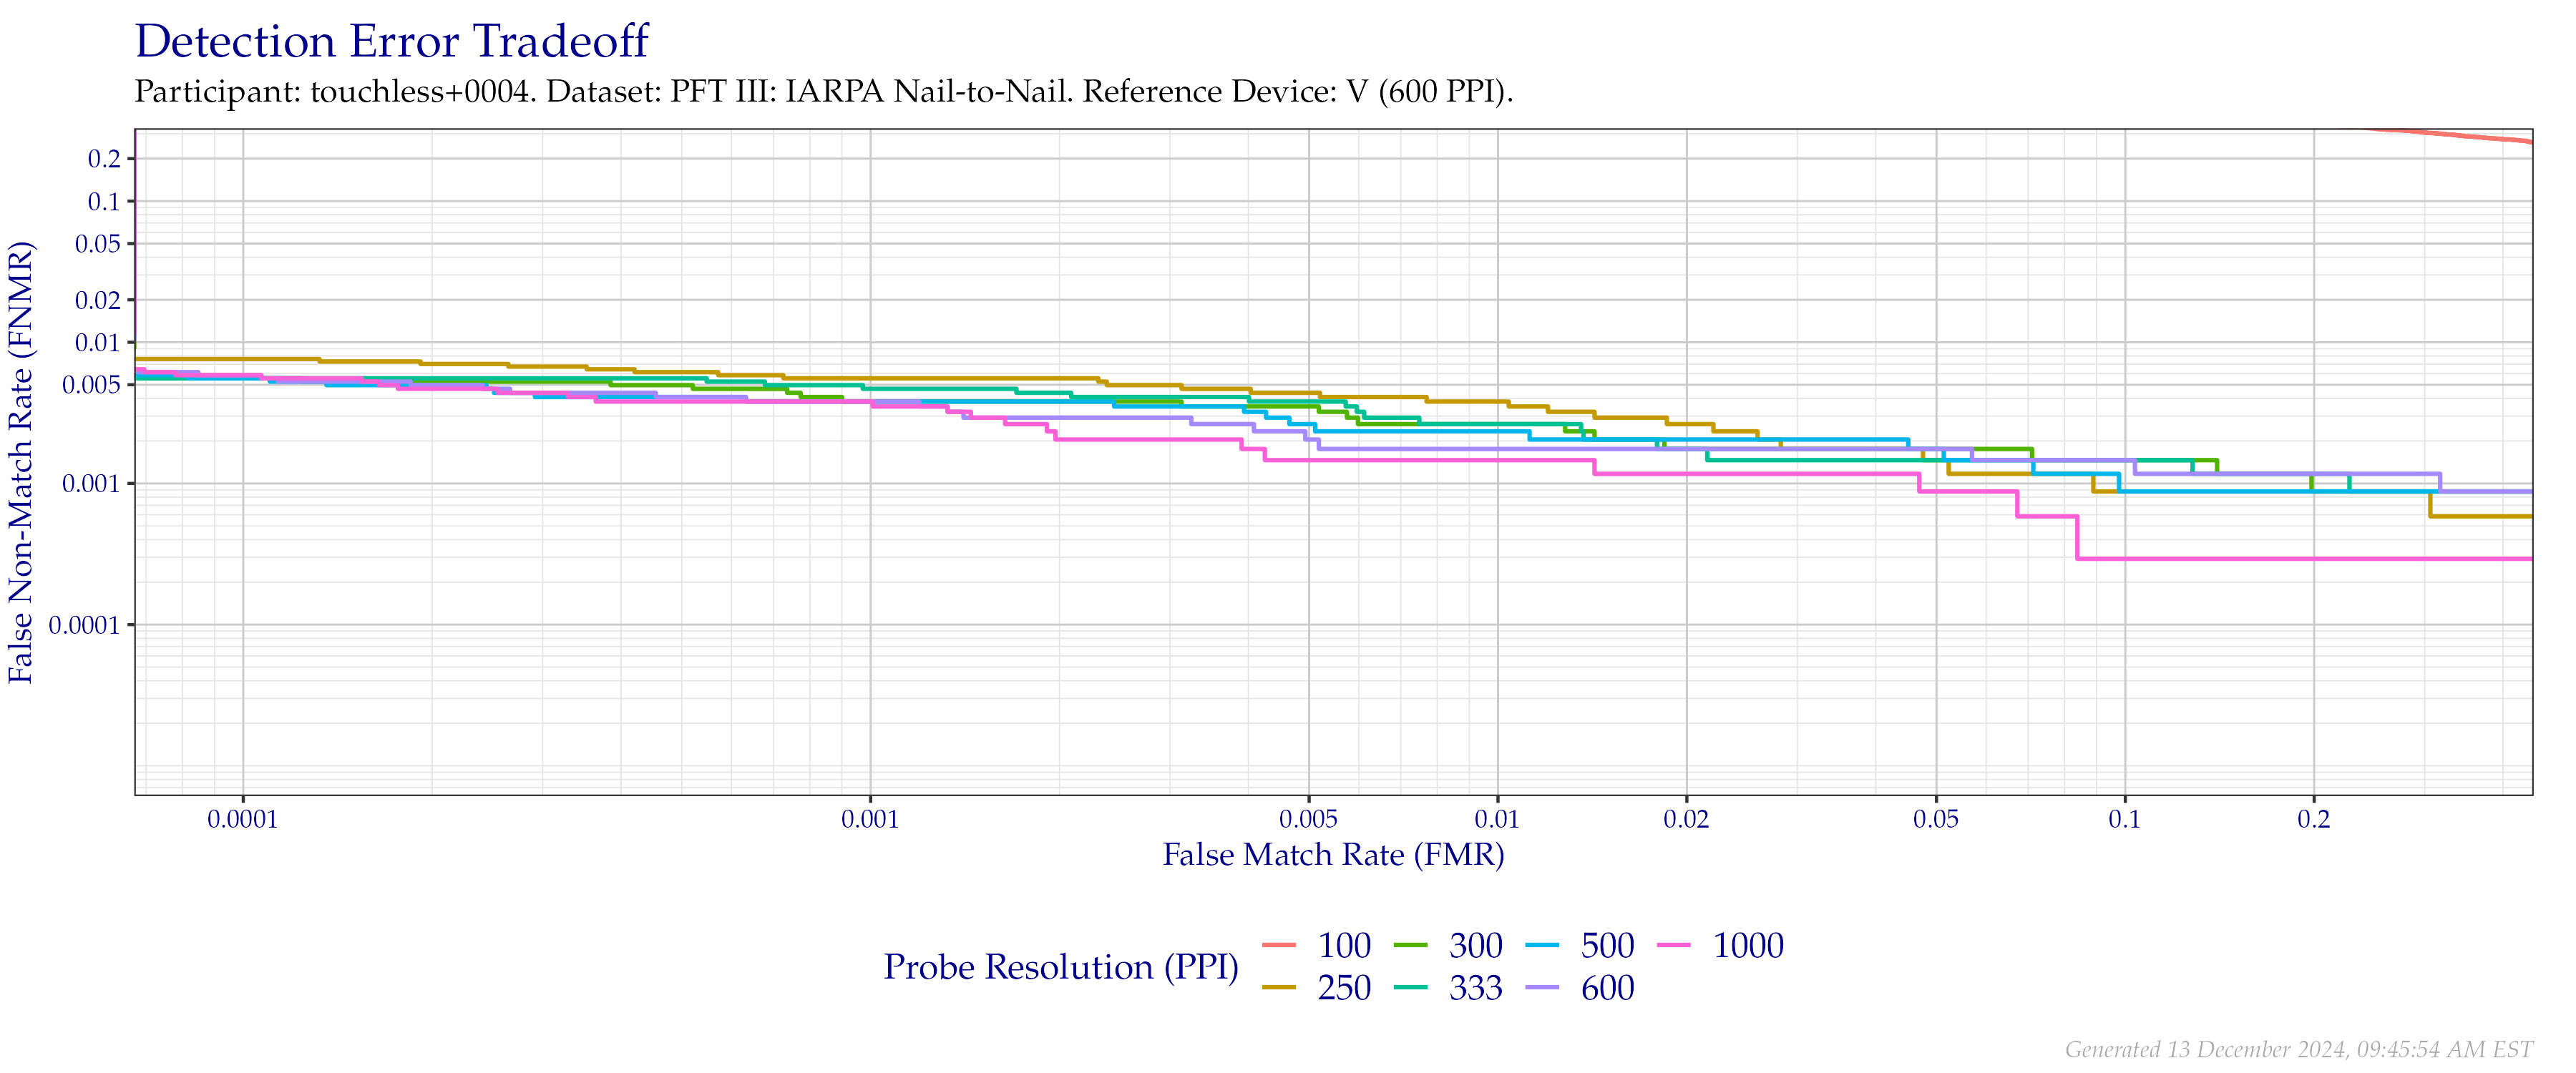 Detection Error Tradeoff
Participant: touchless+0004. Dataset: PFT III: IARPA Nail-to-Nail. Reference Device: V (600 PPI).
False Non-Match Rate (FNMR)
0.2
0.1
0.05
0.02
0.01
0.005
0.001
0.0001
0.0001 0.001 0.005 0.01 0.02 0.05 0.1 0.2
False Match Rate (FMR)
Probe Resolution (PPI)
100 300 500 1000
250 333 600
Generated 13 December 2024, 09:45:54 AM EST